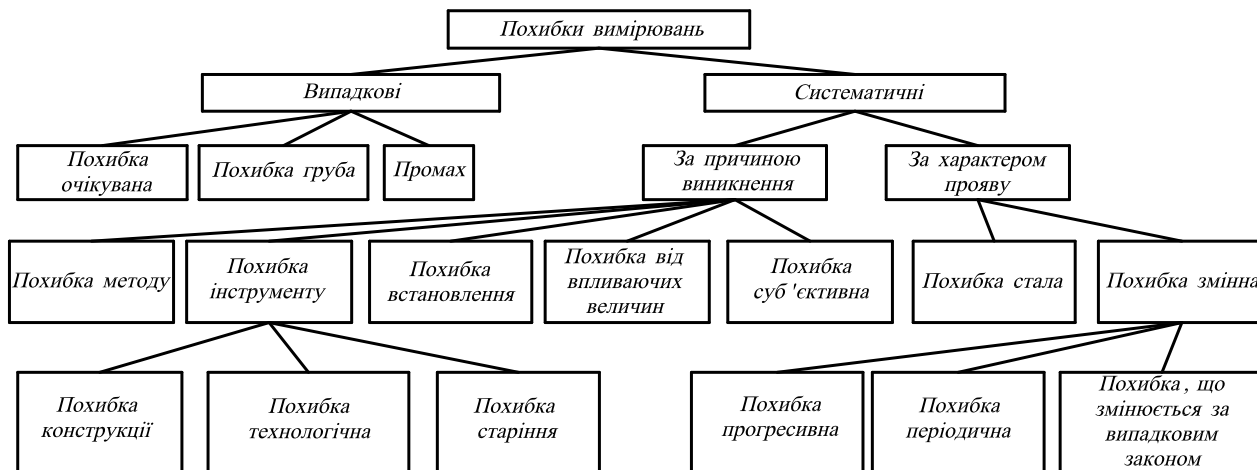 Похибки вимірювань
Випадкові
Систематичні
Похибка
очікувана
Похибка груба
Промах
За причиною
виникнення
За характером
прояву
Похибка методу
Похибка
інструменту
Похибка
встановлення
Похибка від
впливаючих
величин
Похибка
суб'єктивна
Похибка стала
Похибка змінна
Похибка
конструкції
Похибка
технологічна
Похибка
старіння
Похибка
прогресивна
Похибка
періодична
Похибка, що
змінюється за
випадковим
законом